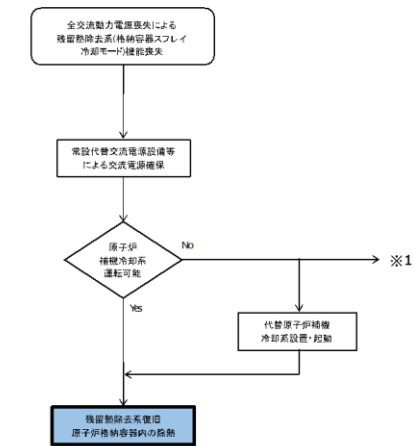 全交流動力電源喪失による
残留熱除去系(格納容器スプレイ
冷却モード)機能喪失
常設代替交流電源設備等
による交流電源確保
原子炉
補機冷却系
運転可能
No
※1
Yes
代替原子炉補機
冷却系設置・起動
残留熱除去系復旧
原子炉格納容器内の除熱